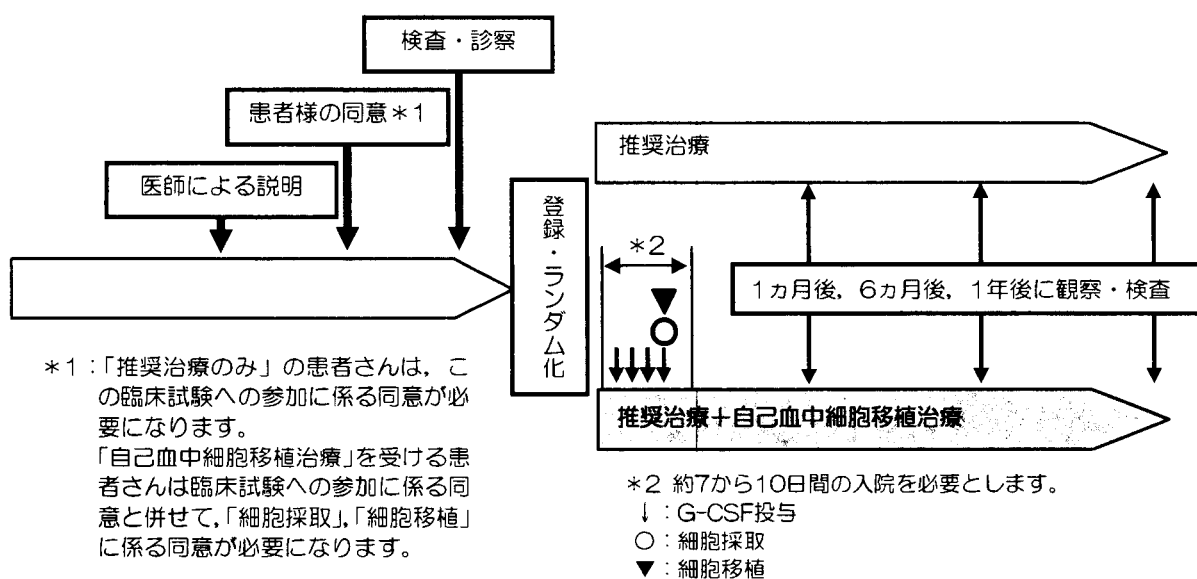 検査・診察
患者様の同意＊1
医師による説明
登録・ランダム化
推奨治療
＊2
1ヵ月後，6ヵ月後，1年後に観察・検査
推奨治療＋自己血中細胞移植治療
＊1：「推奨治療のみ」の患者さんは，こ
の臨床試験への参加に係る同意が必
要になります。
「自己血中細胞移植治療」を受ける患
者さんは臨床試験への参加に係る同
意と併せて，「細胞採取」，「細胞移植」
に係る同意が必要になります。
＊2 約7から10日間の入院を必要とします。
↓：G-CSF投与
○：細胞採取
▼：細胞移植